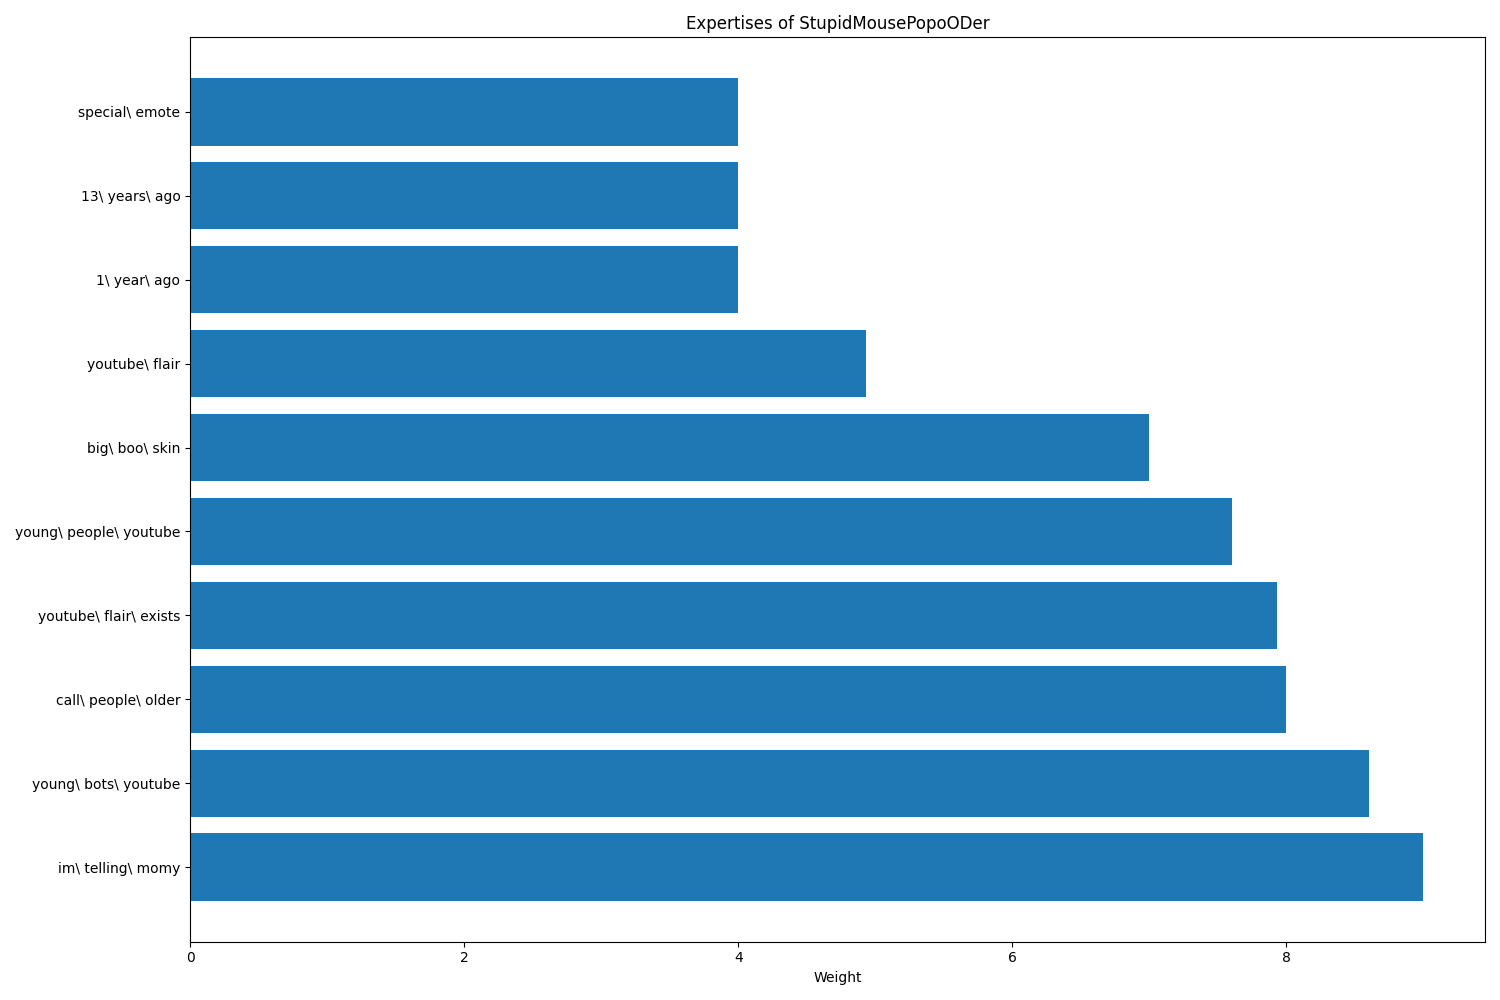 Expertises of StupidMousePopoODer
special\ emote
13\ years\ ago
1\ year\ ago
youtube\ flair
big\ boo\ skin
young\ people\ youtube
youtube\ flair\ exists
call\ people\ older
young\ bots\ youtube
im\ telling\ momy
0 2 4 6 8
Weight